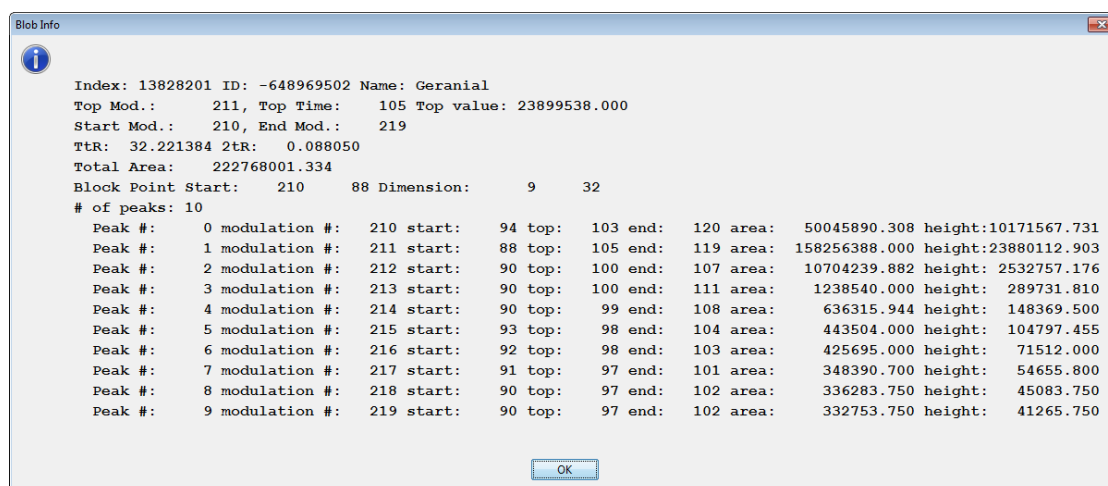 Blob Info
Index: 13828201 ID: -648969502 Name: Geranial
Top Mod.: 211, Top Time: 105 Top value: 23899538.000
Start Mod.: 210, End Mod.: 219
TtR: 32.221384 2tR: 0.088050
Total Area: 222768001.334
Block Point Start: 210 88 Dimension: 9 32
# of peaks: 10
Peak #: 0 modulation #: 210 start: 94 top: 103 end: 120 area: 50045890.308 height:10171567.731
Peak #: 1 modulation #: 211 start: 88 top: 105 end: 119 area: 158256388.000 height:23880112.903
Peak #: 2 modulation #: 212 start: 90 top: 100 end: 107 area: 10704239.882 height: 2532757.176
Peak #: 3 modulation #: 213 start: 90 top: 100 end: 111 area: 1238540.000 height: 289731.810
Peak #: 4 modulation #: 214 start: 90 top: 99 end: 108 area: 636315.944 height: 148369.500
Peak #: 5 modulation #: 215 start: 93 top: 98 end: 104 area: 443504.000 height: 104797.455
Peak #: 6 modulation #: 216 start: 92 top: 98 end: 103 area: 425695.000 height: 71512.000
Peak #: 7 modulation #: 217 start: 91 top: 97 end: 101 area: 348390.700 height: 54655.800
Peak #: 8 modulation #: 218 start: 90 top: 97 end: 102 area: 336283.750 height: 45083.750
Peak #: 9 modulation #: 219 start: 90 top: 97 end: 102 area: 332753.750 height: 41265.750
OK